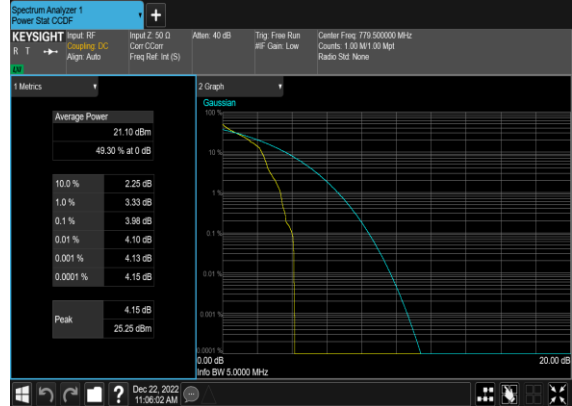 Spectrum Analyzer 1
Power Stat CCDF
+
KEYSIGHT
R T
Input: RF
Coupling: DC
Align: Auto
Input Z: 50 Ω
Corr CCorr
Freq Ref: Int (S)
Atten: 40 dB
Trig: Free Run
#IF Gain: Low
Center Freq: 779.500000 MHz
Counts: 1.00 M/1.00 Mpt
Radio Std: None
1 Metrics
Average Power
21.10 dBm
49.30 % at 0 dB
10.0 % 2.25 dB
1.0 % 3.33 dB
0.1 % 3.98 dB
0.01 % 4.10 dB
0.001 % 4.13 dB
0.0001 % 4.15 dB
Peak
4.15 dB
25.25 dBm
2 Graph
Gaussian
100 %
10 %
1 %
0.1 %
0.01 %
0.001 %
0.0001 %
0.00 dB
20.00 dB
Info BW 5.0000 MHz
?
Dec 22, 2022
11:06:02 AM